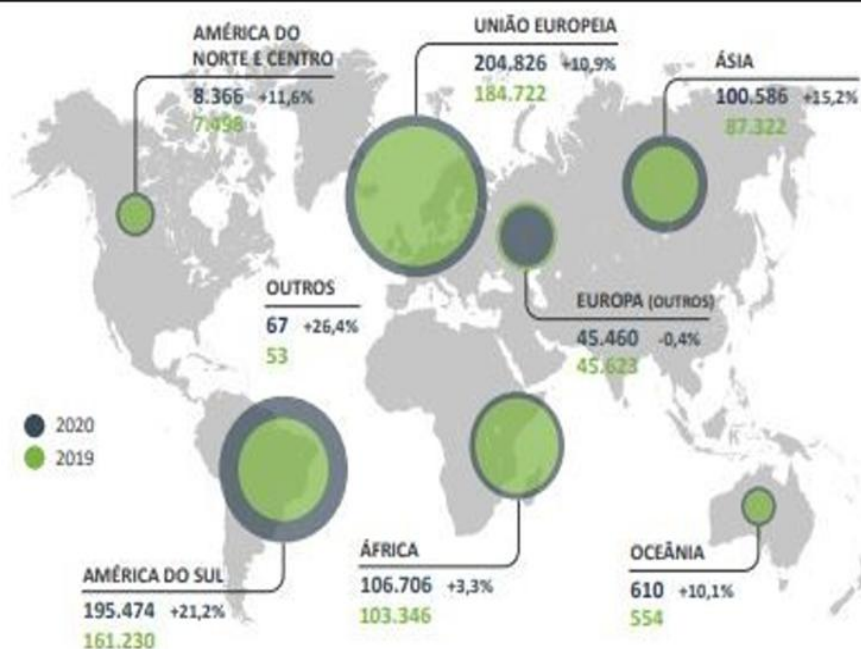 AMÉRICA DO
NORTE E CENTRO
8.366 +11,6%
7.498
UNIÃO EUROPEIA
204.826 +10,9%
184.722
ÁSIA
100.586 +15,2%
87.322
OUTROS
67 +26,4%
53
EUROPA (OUTROS)
45.460 -0,4%
45.623
2020
2019
AMÉRICA DO SUL
195.474 +21,2%
161.230
ÁFRICA
106.706 +3,3%
103.346
OCEÂNIA
610 +10,1%
554